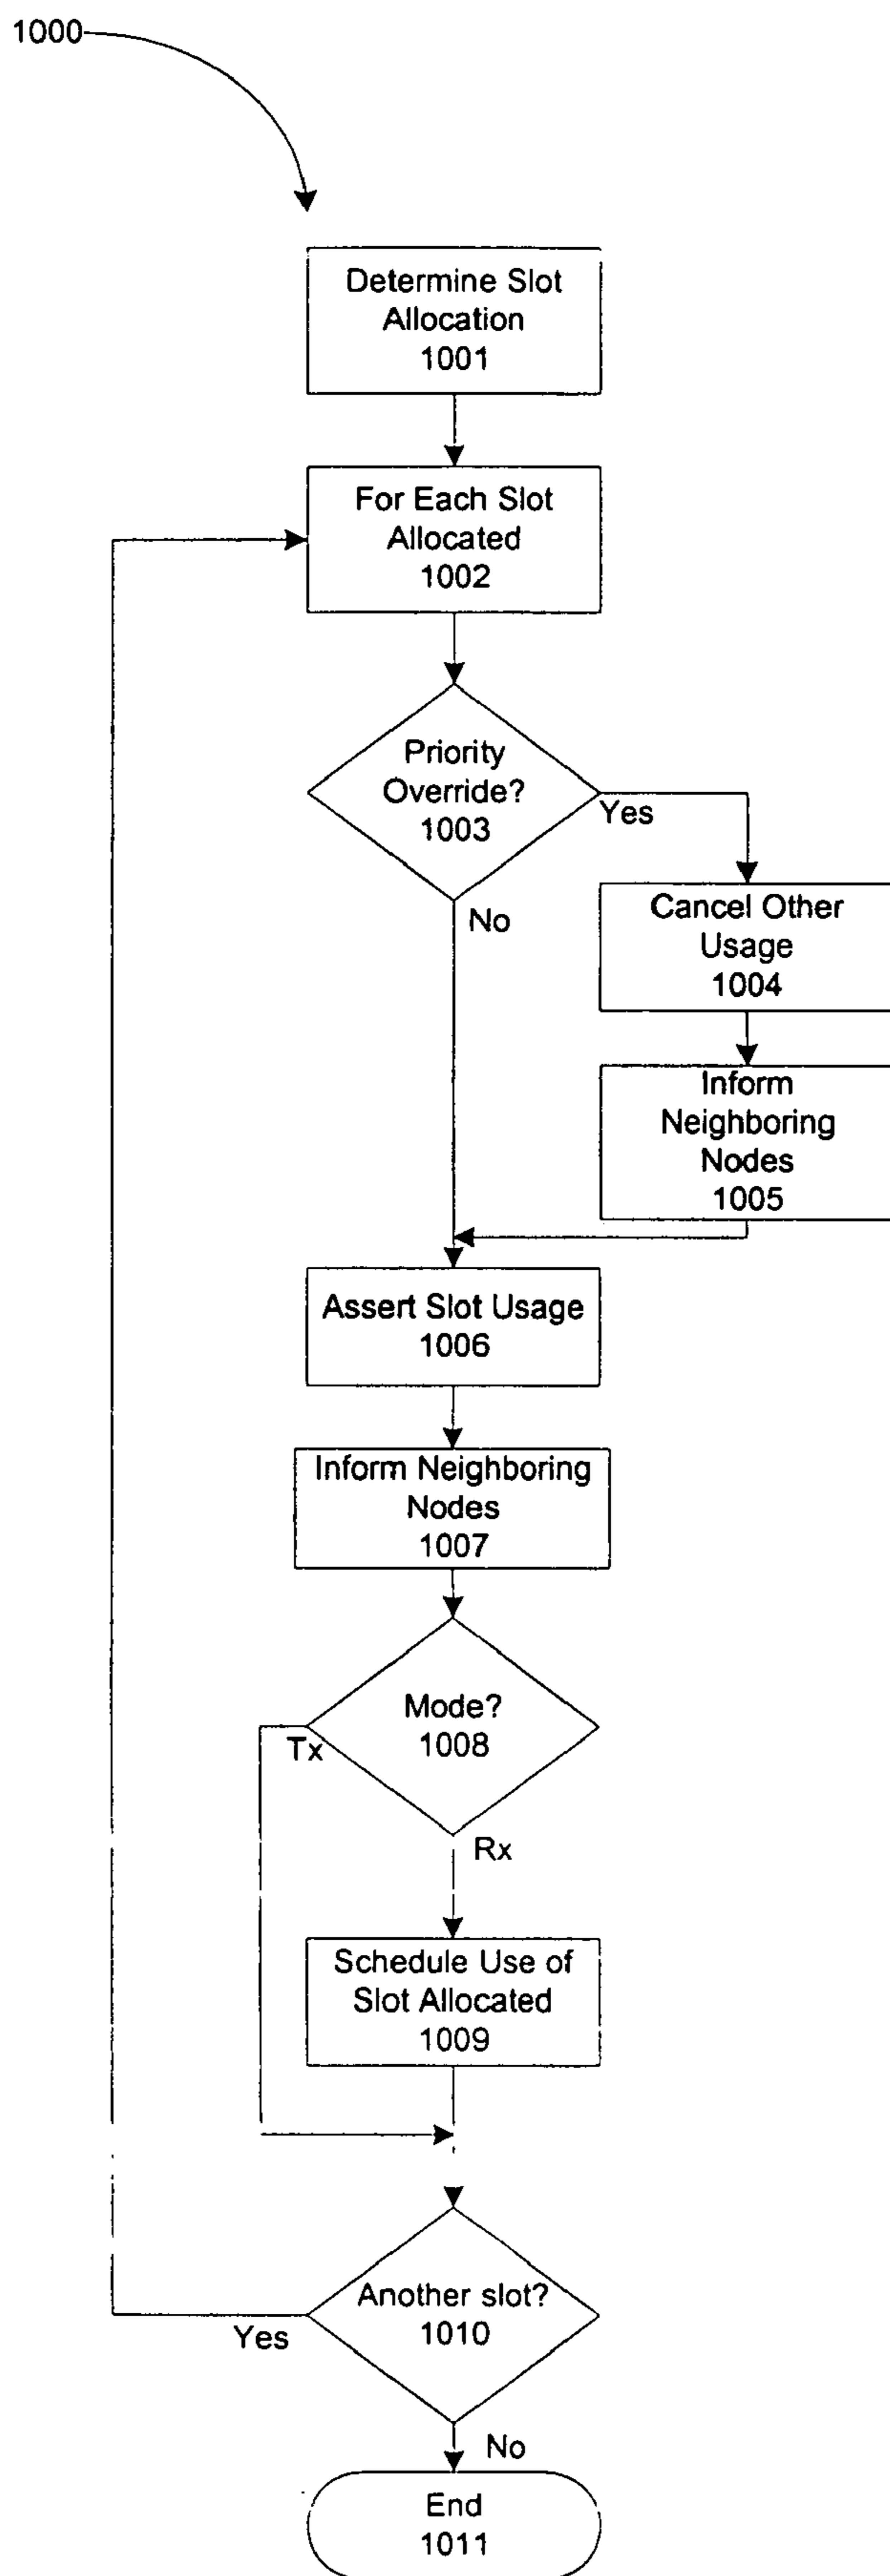 1000
Determine Slot
Allocation
1001
For Each Slot
Allocated
1002
Priority
Override?
1003
Yes
No
Cancel Other
Usage
1004
Inform
Neighboring
Nodes
1005
Assert Slot Usage
1006
Inform Neighboring
Nodes
1007
Mode?
1008
Tx
Rx
Schedule Use of
Slot Allocated
1009
Another slot?
1010
Yes
No
End
1011